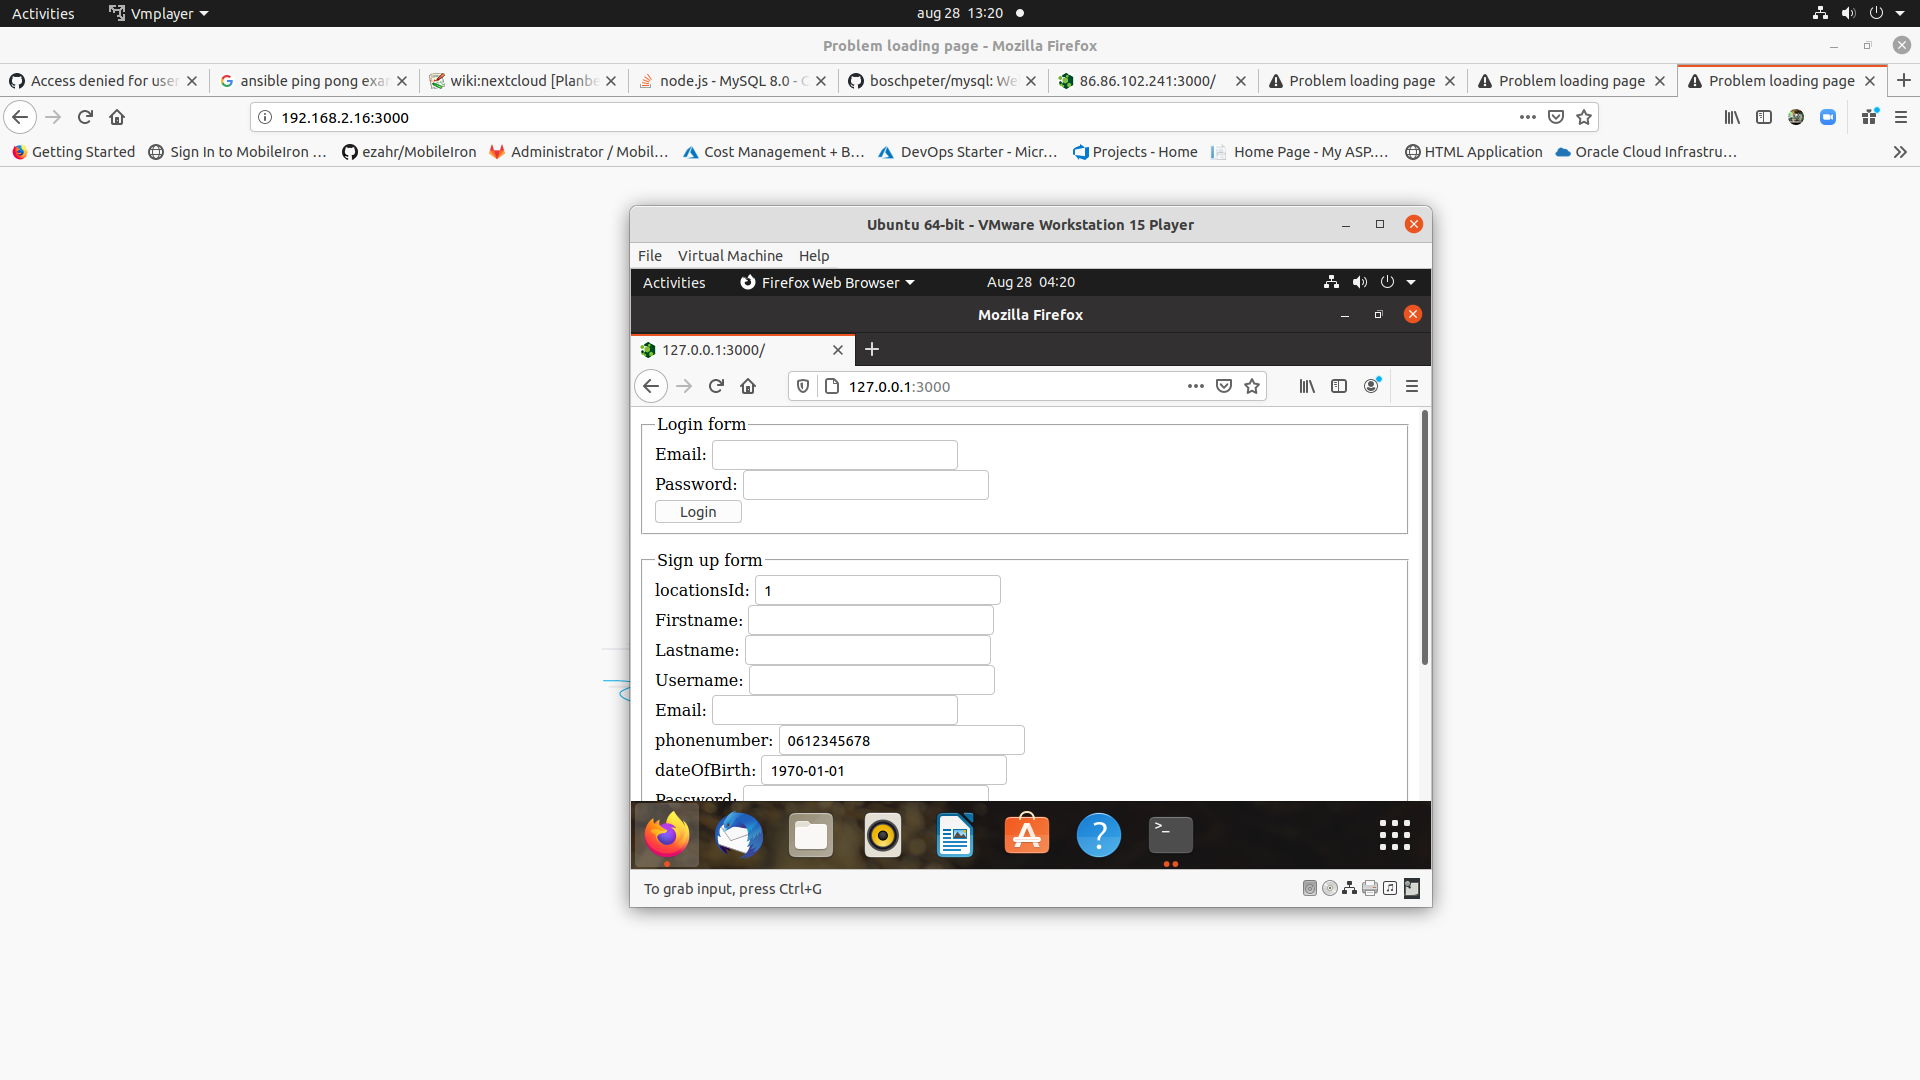 Activities Vmplayer aug 28 13:20
Problem loading page - Mozilla Firefox
Access denied for user ansible ping pong exa wiki:nextcloud [Planbe node.js - MySQL 8.0 - C boschpeter/mysql: We 86.86.102.241:3000/ Problem loading page Problem loading page Problem loading page
192.168.2.16:3000
Getting Started Sign In to MobileIron ... ezahr/MobileIron Administrator / Mobil... Cost Management + B... DevOps Starter - Micr... Projects - Home Home Page - My ASP.... HTML Application Oracle Cloud Infrastru...
Ubuntu 64-bit - VMware Workstation 15 Player
File Virtual Machine Help
Activities Firefox Web Browser Aug 28 04:20
Mozilla Firefox
127.0.0.1:3000/
127.0.0.1:3000
Login form
Email:
Password:
Login
Sign up form
locationsId: 1
Firstname:
Lastname:
Username:
Email:
phonenumber: 0612345678
dateOfBirth: 1970-01-01
Password:
To grab input, press Ctrl+G